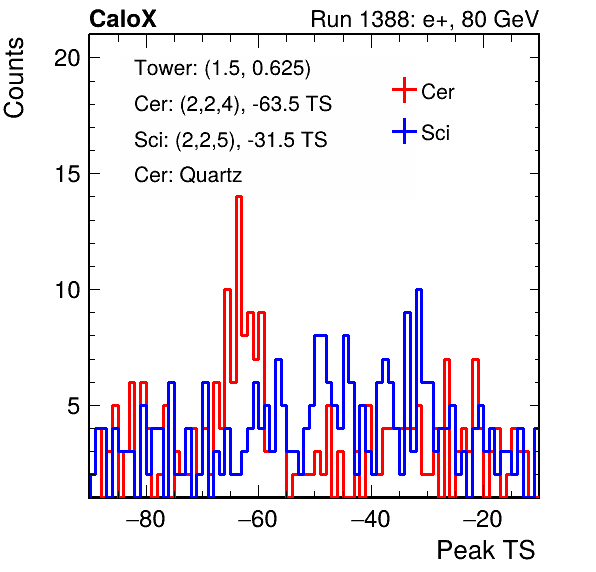 CaloX Run 1388: e+, 80 GeV
Counts
20
15
10
5
Tower: (1.5, 0.625)
Cer: (2,2,4), -63.5 TS
Sci: (2,2,5), -31.5 TS
Cer: Quartz
Cer
Sci
−80 −60 −40 −20
Peak TS